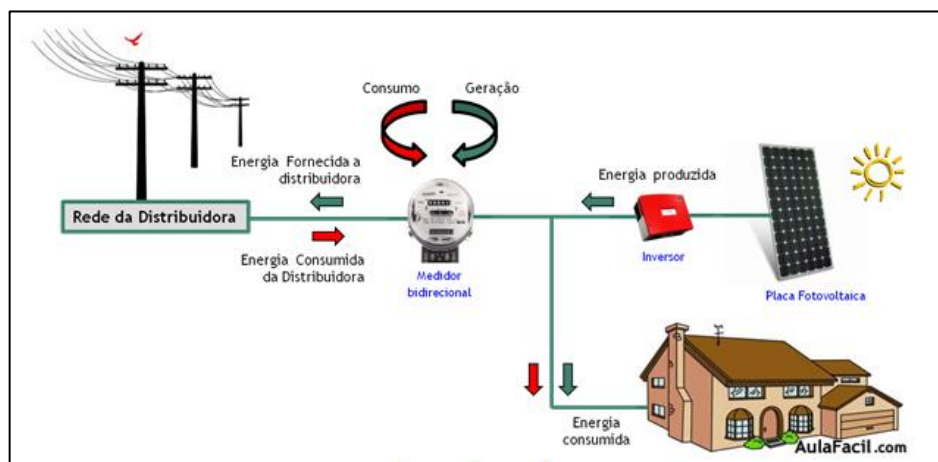 Consumo
Geração
Energia Fornecida a
distribuidora
Energia produzida
Rede da Distribuidora
Energia Consumida
da Distribuidora
Medidor
bidirecional
Inversor
Placa Fotovoltaica
Energia
consumida
AulaFacil.com